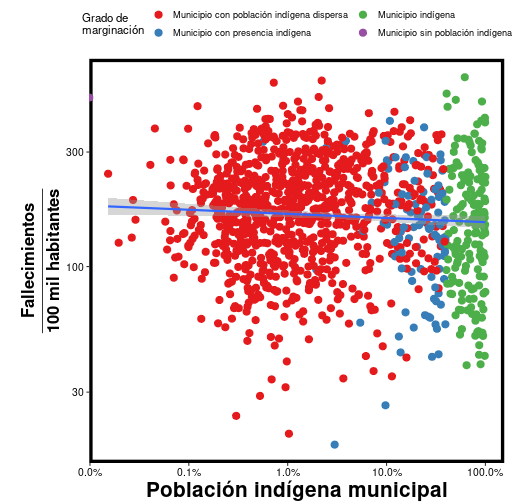 Grado de
marginación
Municipio con población indígena dispersa
Municipio indígena
Municipio con presencia indígena
Municipio sin población indígena
Fallecimientos
100 mil habitantes
300
100
30
0.0%
0.1%
1.0%
10.0%
100.0%
Población indígena municipal